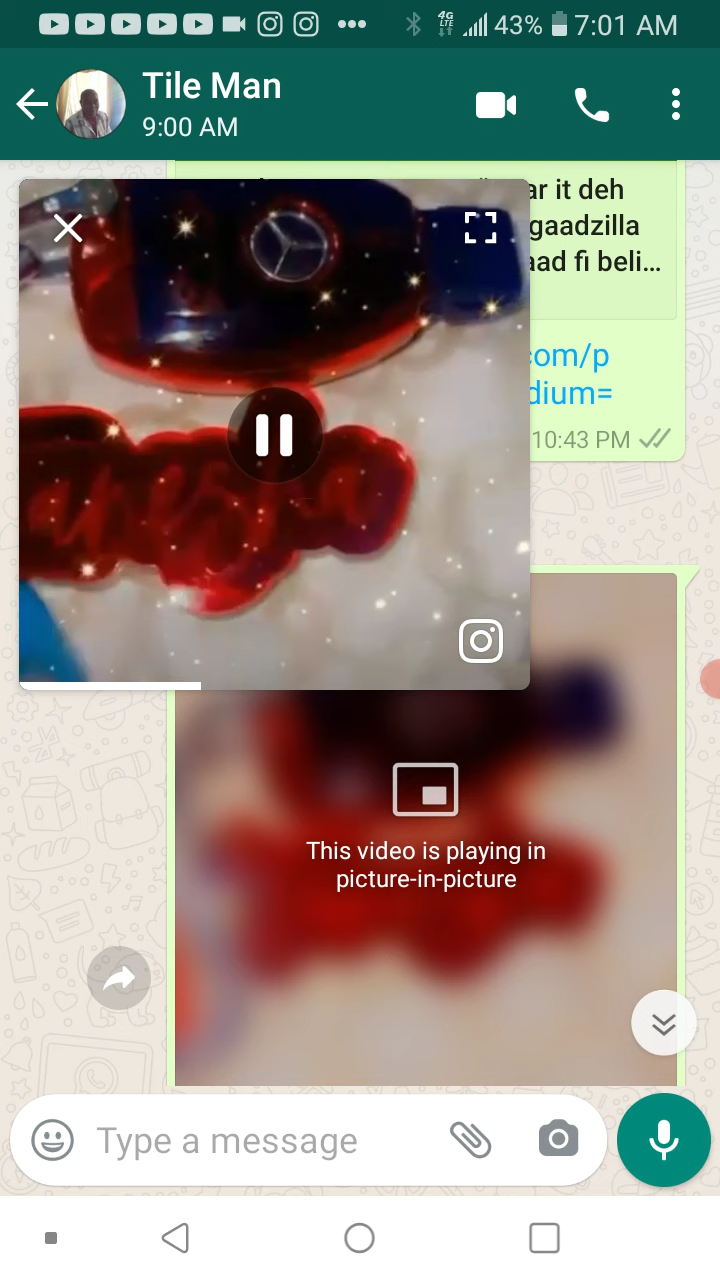 43%
7:01 AM
Tile Man
9:00 AM
ar it deh
gaadzilla
aad fi beli…
com/p
dium=
10:43 PM
This video is playing in
picture-in-picture
Type a message